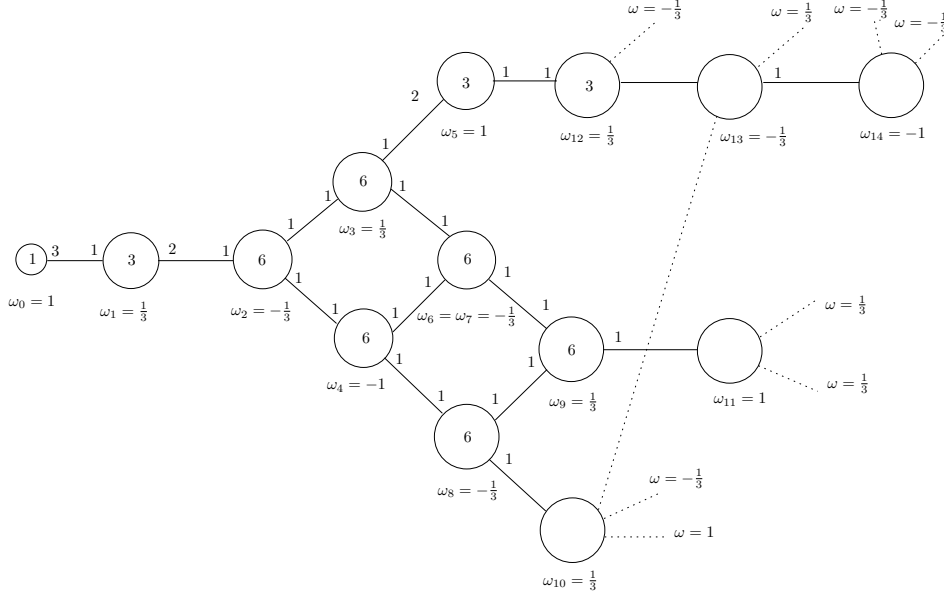 ω = −1/3
ω = 1/3
ω = −1/3
ω = −1/3
3 1 1 3 1
2
ω₅ = 1
ω₁₂ = 1/3
ω₁₃ = −1/3
ω₁₄ = −1
1
6
1 1
1 1
ω₃ = 1/3
1 3 1 3 2 1 6
6
1 1
1
ω₀ = 1
ω₁ = 1/3
ω₂ = −1/3
1 1
ω₆ = ω₇ = −1/3
1
ω = 1/3
6
1
6
1
ω₄ = −1
1
1
ω = 1/3
ω₉ = 1/3
ω₁₁ = 1
1
1
6
1
ω₈ = −1/3
ω = −1/3
ω = 1
ω₁₀ = 1/3